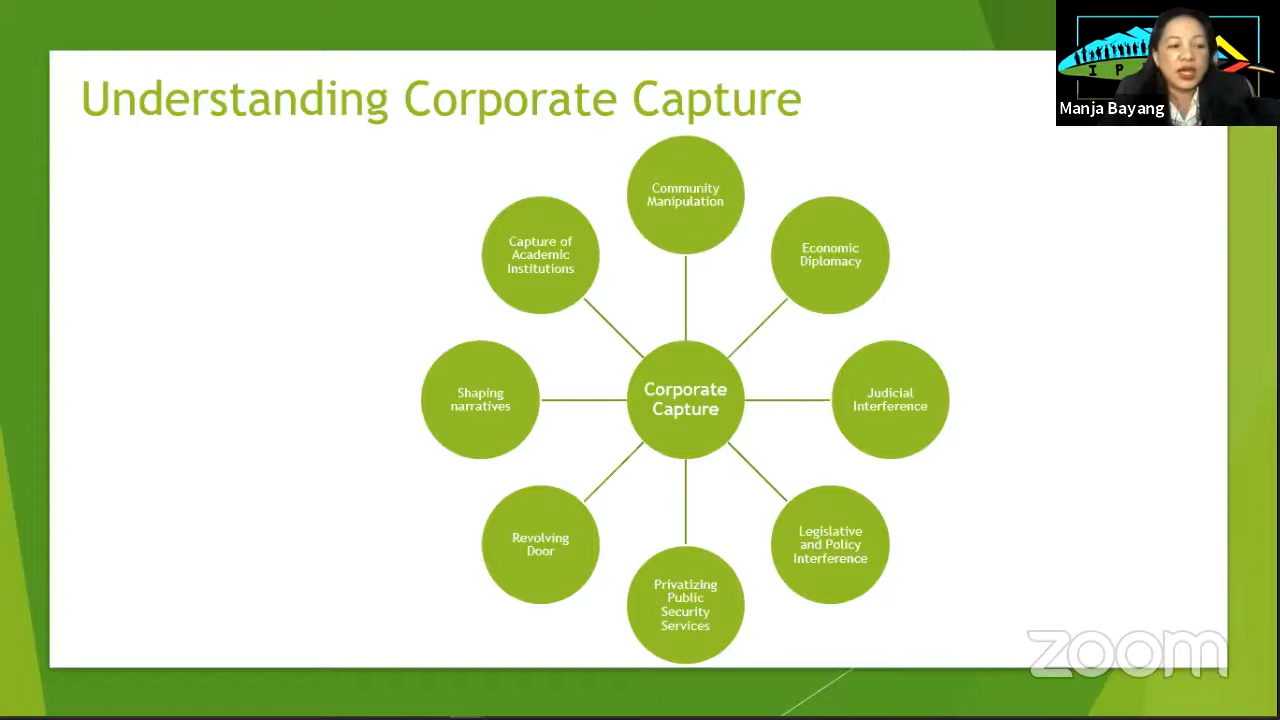 Understanding Corporate Capture
I P
Manja Bayang
Community
Manipulation
Economic
Diplomacy
Judicial
Interference
Legislative
and Policy
Interference
Privatizing
Public
Security
Services
Revolving
Door
Shaping
narratives
Capture of
Academic
Institutions
Corporate
Capture
zoom